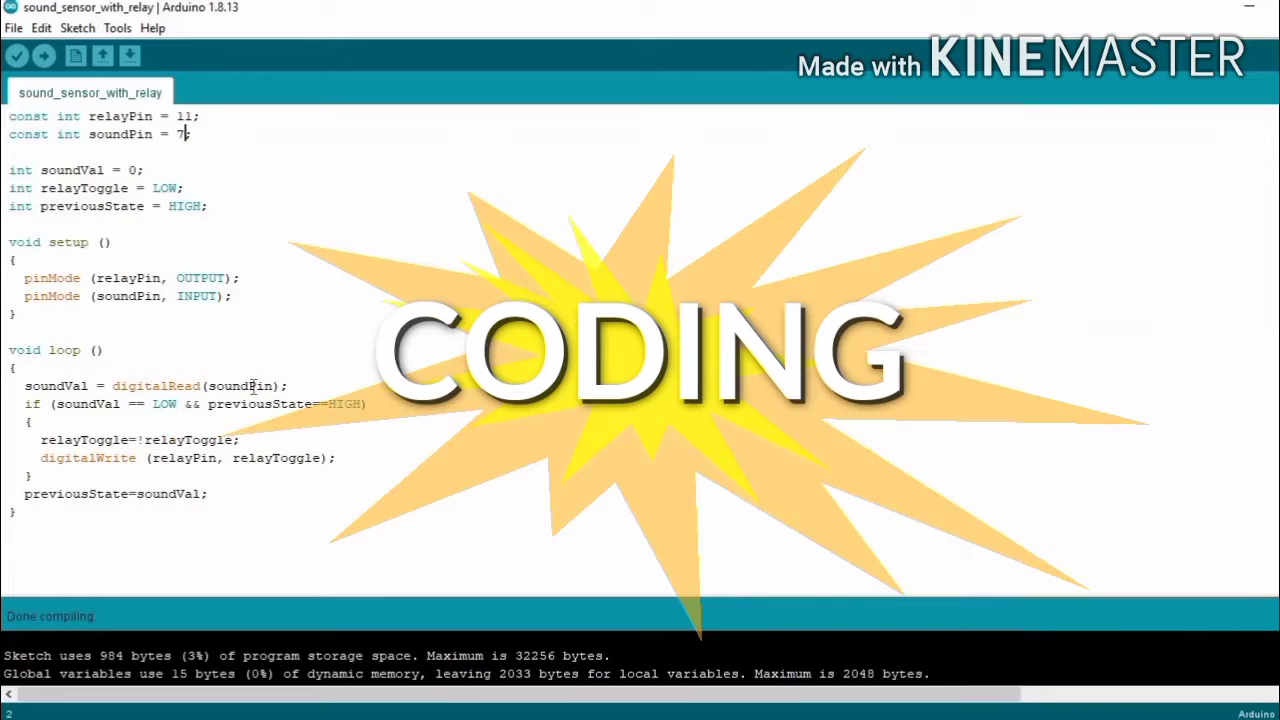 sound_sensor_with_relay | Arduino 1.8.13
File Edit Sketch Tools Help
Made with KINEMASTER
sound_sensor_with_relay
const int relayPin = 11;
const int soundPin = 7;
int soundVal = 0;
int relayToggle = LOW;
int previousState = HIGH;
void setup ()
{
pinMode (relayPin, OUTPUT);
pinMode (soundPin, INPUT);
}
void loop ()
{
soundVal = digitalRead(soundPin);
if (soundVal == LOW && previousState==HIGH)
{
relayToggle=!relayToggle;
digitalWrite (relayPin, relayToggle);
}
previousState=soundVal;
}
CODING
Done compiling.
Sketch uses 984 bytes (3%) of program storage space. Maximum is 32256 bytes.
Global variables use 15 bytes (0%) of dynamic memory, leaving 2033 bytes for local variables. Maximum is 2048 bytes.
2
Arduino